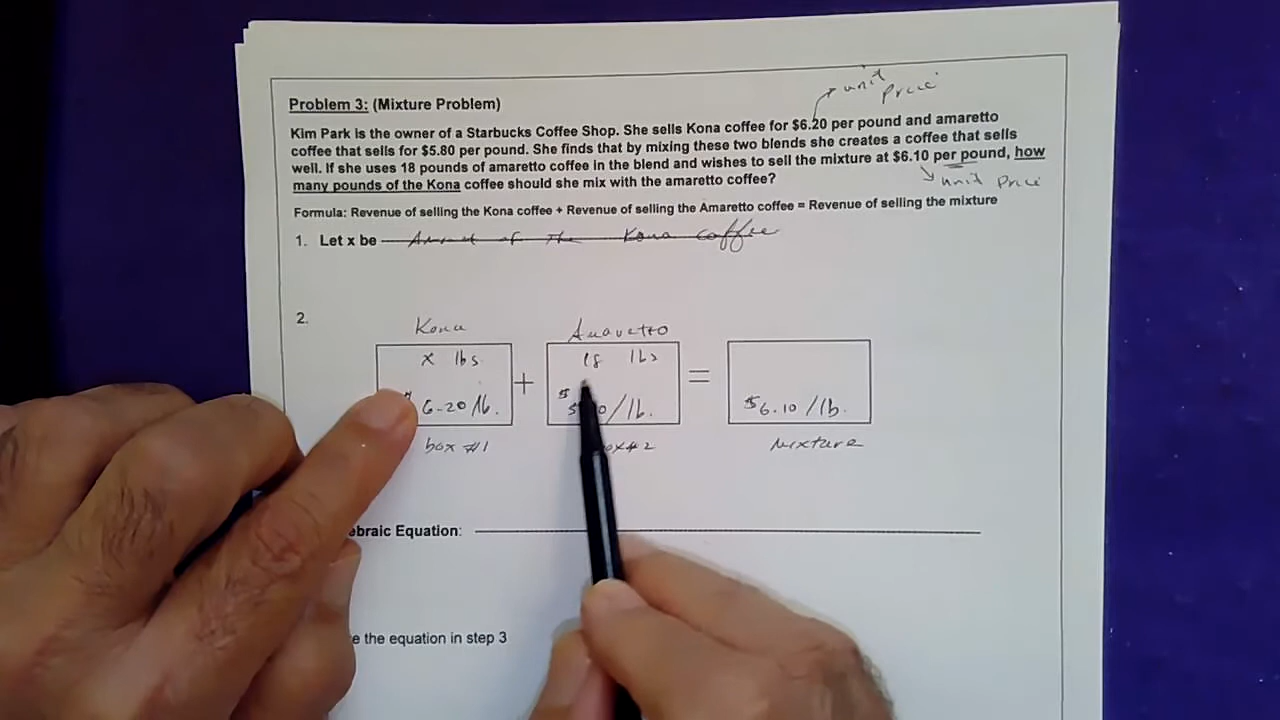 unit
Price
Problem 3: (Mixture Problem)
Kim Park is the owner of a Starbucks Coffee Shop. She sells Kona coffee for $6.20 per pound and amaretto
coffee that sells for $5.80 per pound. She finds that by mixing these two blends she creates a coffee that sells
well. If she uses 18 pounds of amaretto coffee in the blend and wishes to sell the mixture at $6.10 per pound, how
many pounds of the Kona coffee should she mix with the amaretto coffee?
unit Price
Formula: Revenue of selling the Kona coffee + Revenue of selling the Amaretto coffee = Revenue of selling the mixture
1. Let x be Amount of the Kona coffee
2.
Kona
x lbs
6.20 lb.
box #1
+
Amaretto
18 lbs
$ 5 0/lb.
ox#2
=
$6.10/lb.
Mixture
ebraic Equation:
e the equation in step 3